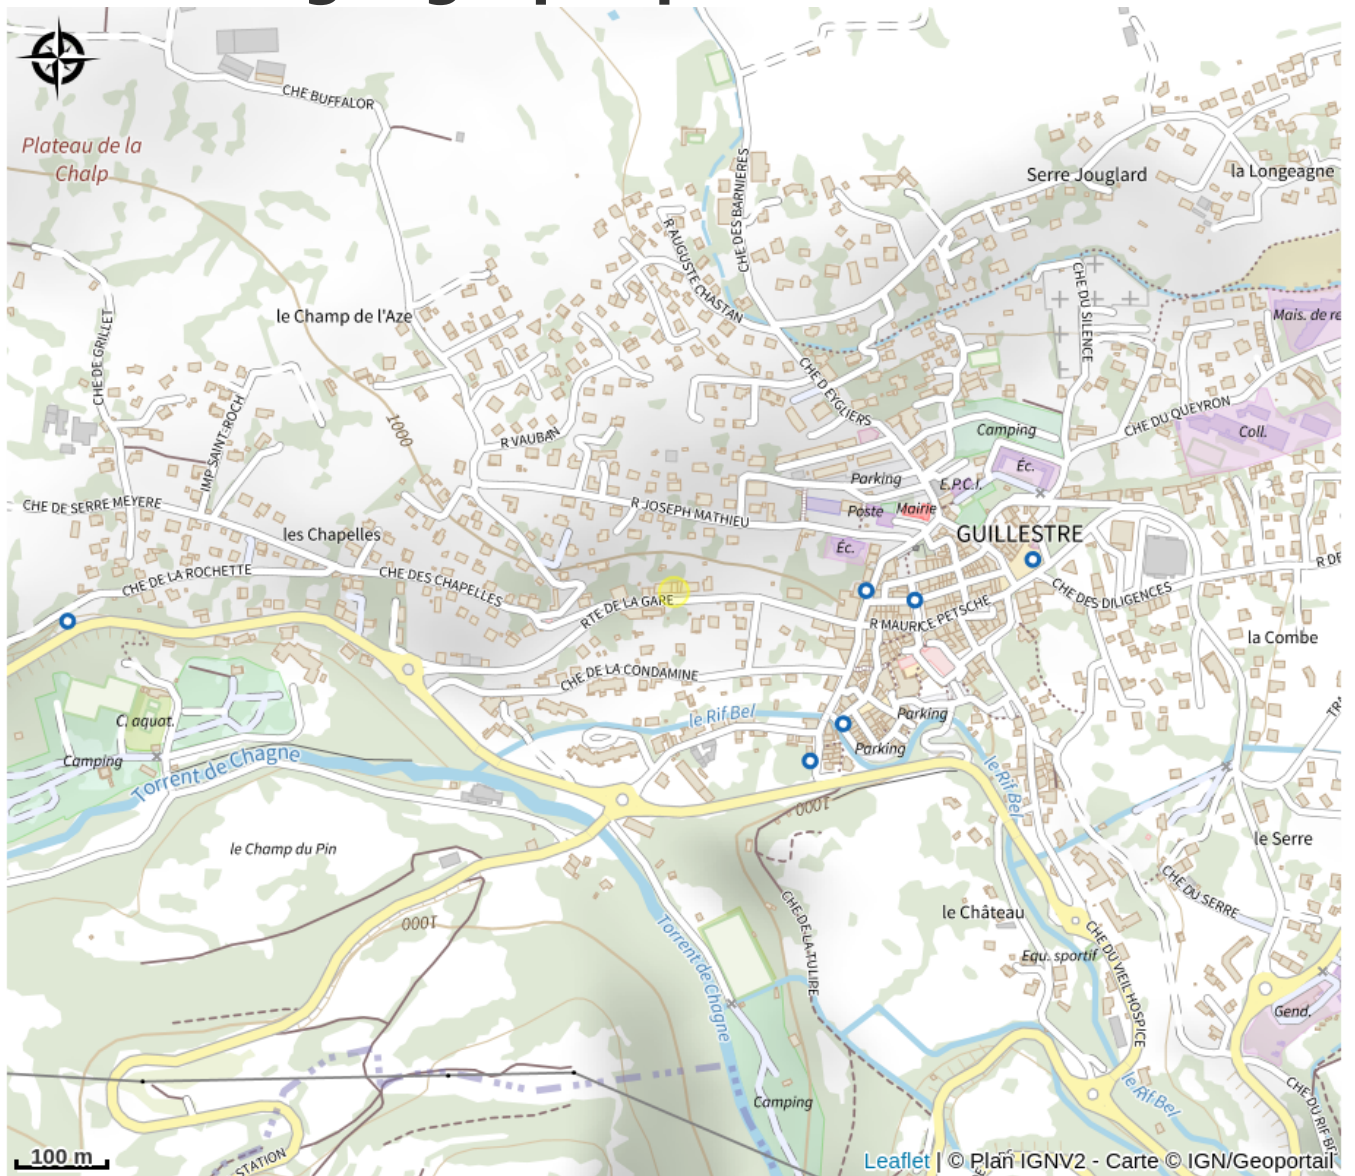 CHE BUFFALOR
Plateau de la
Chalp
CHE DES BARNIERES
Serre Jouglard
la Longeagne
R AUGUSTE CHASTAN
CHE DU SILENCE
le Champ de l'Aze
CHE DE GRILLET
Mais. de re
CHE D EYGLIERS
IMP SAINT-ROCH
1000
R VAUBAN
CHE DU QUEYRON
Camping
Coll.
Éc.
Parking
E.P.C.I.
CHE DE SERRE MEYERE
R JOSEPH MATHIEU
Poste
Mairie
les Chapelles
GUILLESTRE
Éc.
R DE
CHE DE LA ROCHETTE
CHE DES CHAPELLES
CHE DES DILIGENCES
RTE DE LA GARE
R MAURICE PETSCHE
la Combe
CHE DE LA CONDAMINE
TRA
C. aquat.
le Rif Bel
Parking
Parking
Camping
Torrent de Chagne
le Rif Bel
1000
le Champ du Pin
le Serre
CHE DU SERRE
CHE DE LA TULIPE
le Château
1000
Torrent de Chagne
CHE DU VIEIL HOSPICE
Equ. sportif
Gend.
Camping
le Rif Bel
CHE DU RIF BE
STATION
100 m
Leaflet | © Plan IGNV2 - Carte © IGN/Geoportail